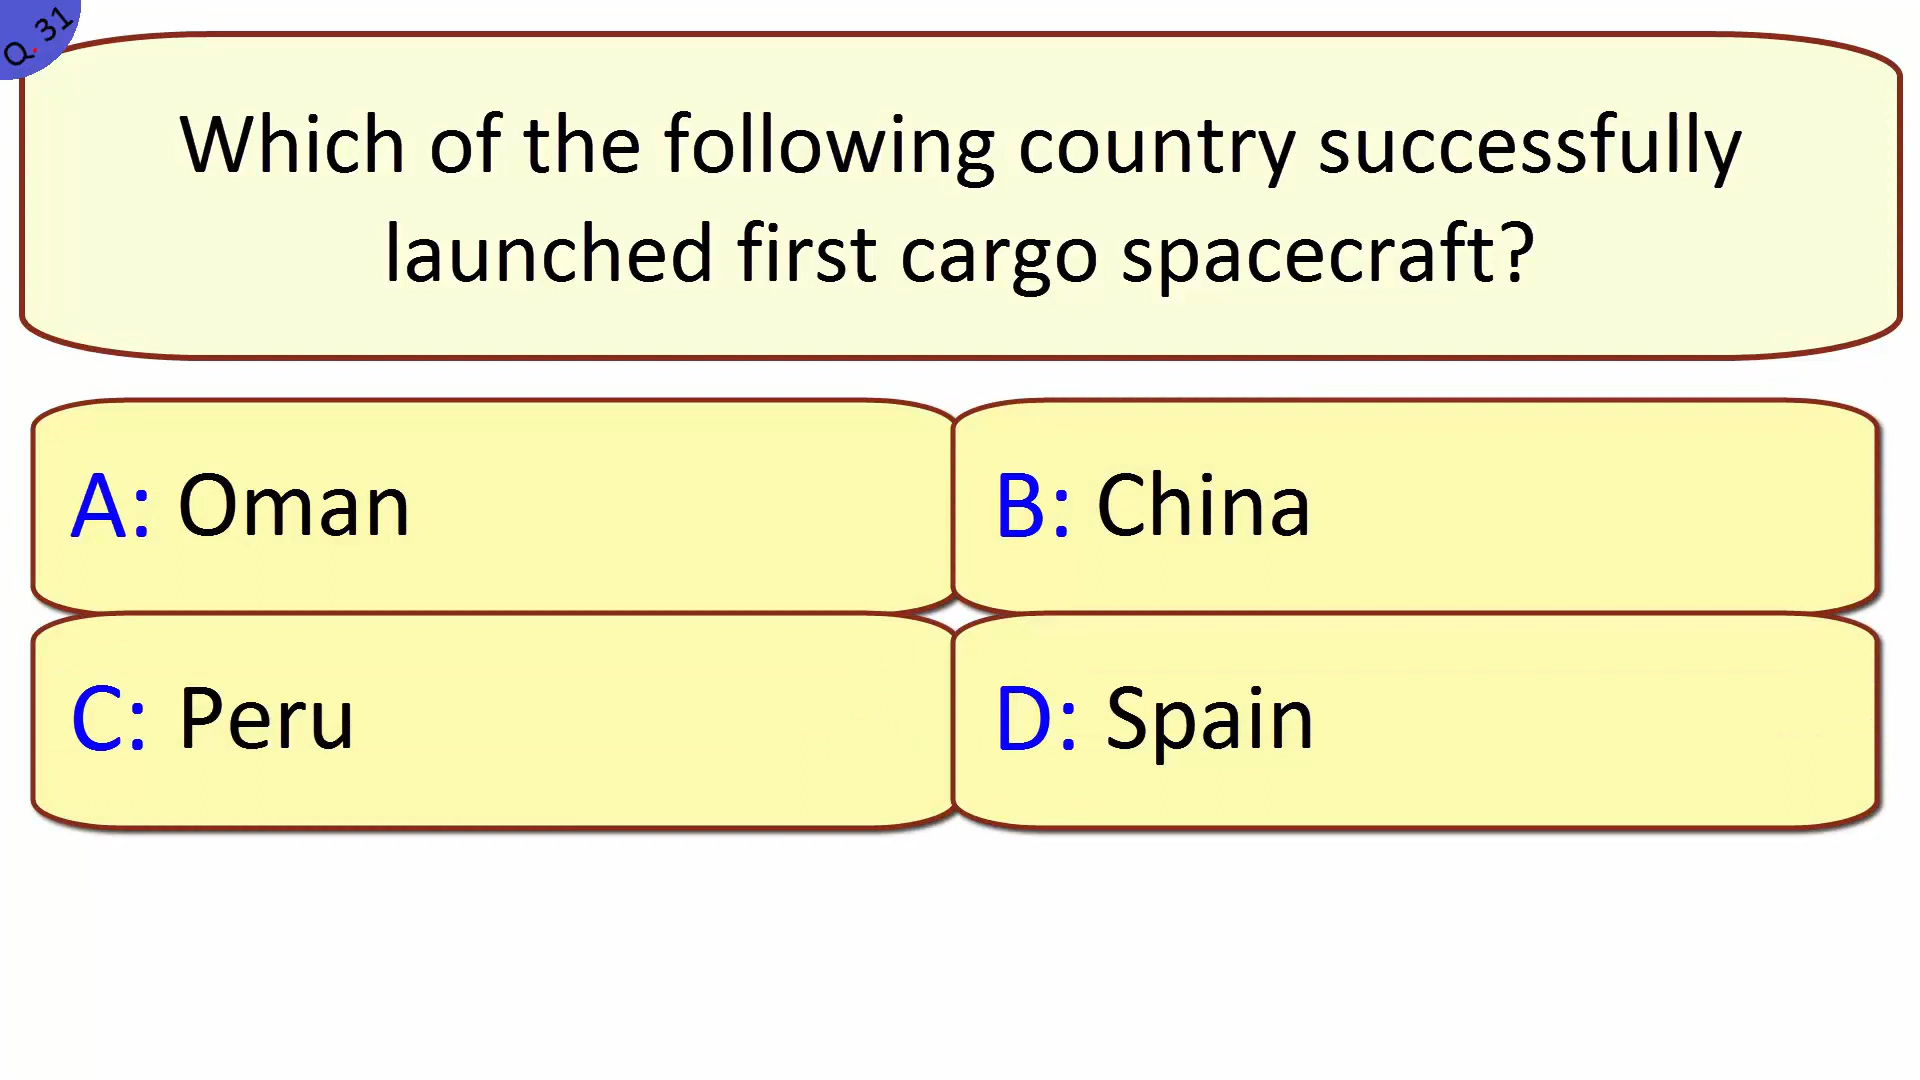 Q. 31
Which of the following country successfully
launched first cargo spacecraft?
A: Oman
B: China
C: Peru
D: Spain